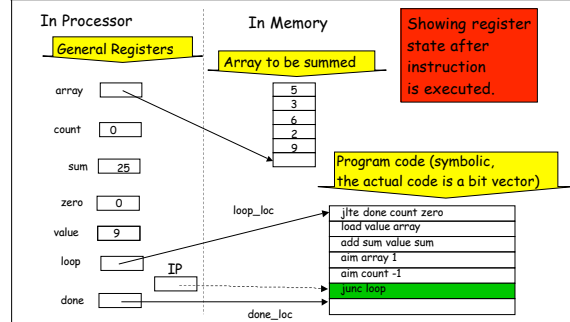 In Processor
In Memory
Showing register
state after
instruction
is executed.
General Registers
Array to be summed
array
count 0
sum 25
zero 0
value 9
loop
IP
done
5
3
6
2
9
Program code (symbolic,
the actual code is a bit vector)
loop_loc
jlte done count zero
load value array
add sum value sum
aim array 1
aim count -1
junc loop
done_loc